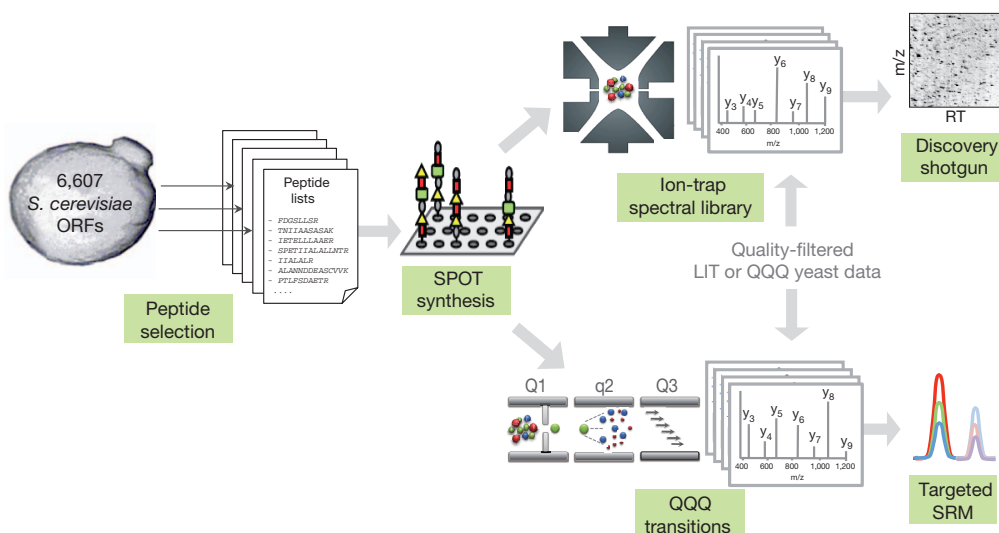 6,607
S. cerevisiae
ORFs
Peptide
lists
- FDGSLLSR
- TNIIAASASAK
- IETELLLAAER
- SPETIIALALLNTR
- IIALALR
- ALANNDDEASCVVK
- PTLFSDAETR
....
Peptide
selection
SPOT
synthesis
y3 y4 y5 y6 y7 y8 y9
400 600 800 1,000 1,200
m/z
Ion-trap
spectral library
m/z
RT
Discovery
shotgun
Quality-filtered
LIT or QQQ yeast data
Q1 q2 Q3
y3 y4 y5 y6 y7 y8 y9
400 600 800 1,000 1,200
m/z
QQQ
transitions
Targeted
SRM